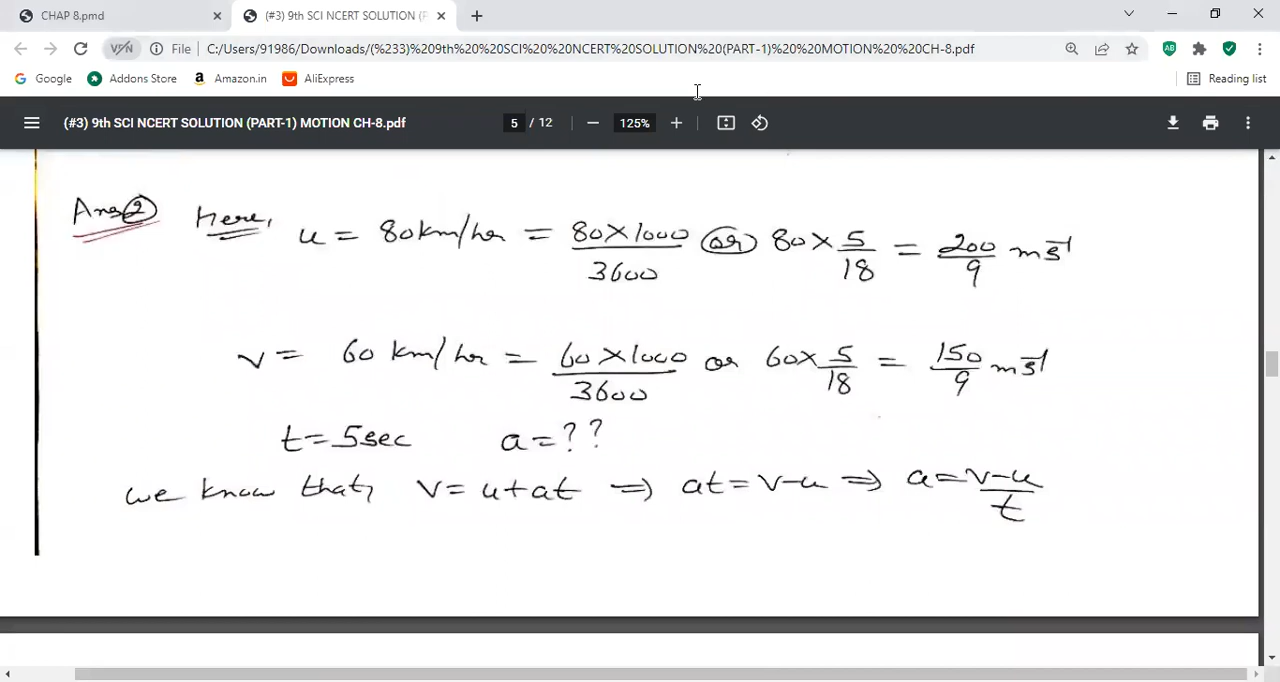 CHAP 8.pmd
(#3) 9th SCI NCERT SOLUTION (P
VPN
File
C:/Users/91986/Downloads/(%233)%209th%20%20SCI%20%20NCERT%20SOLUTION%20(PART-1)%20%20MOTION%20%20CH-8.pdf
Google
Addons Store
Amazon.in
AliExpress
Reading list
(#3) 9th SCI NCERT SOLUTION (PART-1) MOTION CH-8.pdf
5 / 12
125%
Ans ② Here, u = 80km/hr = 80×1000/3600 or 80×5/18 = 200/9 ms⁻¹
v = 60 km/hr = 60×1000/3600 or 60×5/18 = 150/9 ms⁻¹
t = 5sec a = ??
we know that, v = u+at ⇒ at = v-u ⇒ a = v-u/t